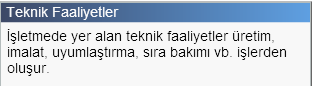 Teknik Faaliyetler
İşletmede yer alan teknik faaliyetler üretim,
imalat, uyumlaştırma, sıra bakımı vb. işlerden
oluşur.